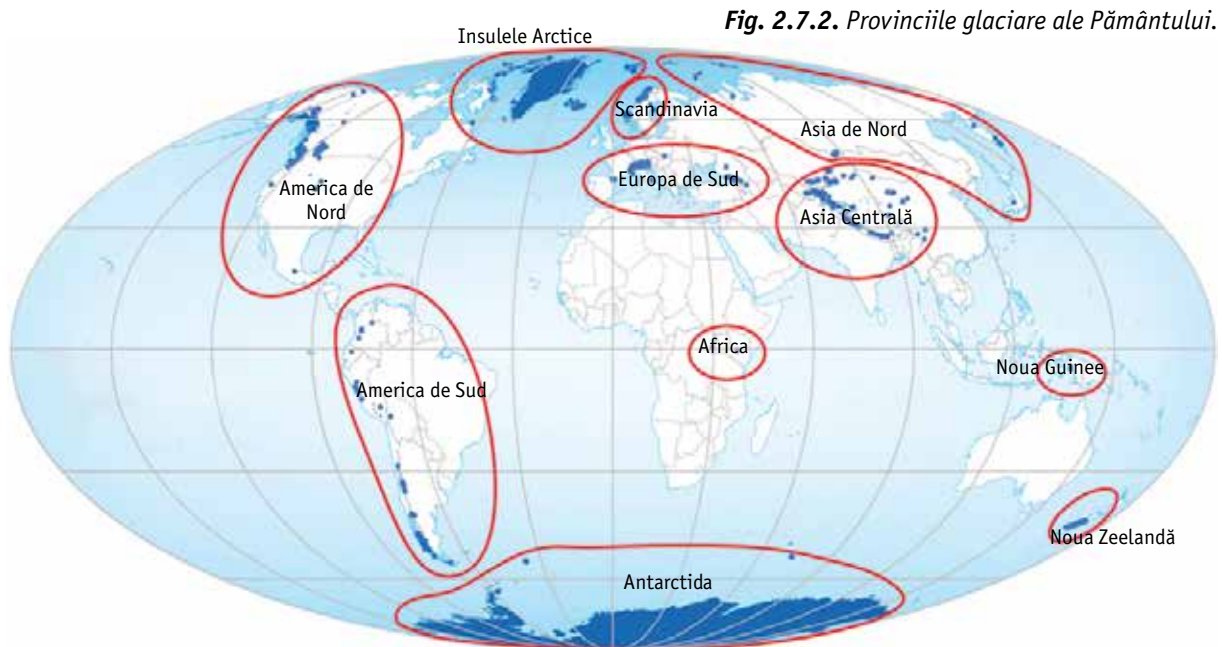 Fig. 2.7.2. Provinciile glaciare ale Pământului.
Insulele Arctice
Scandinavia
Asia de Nord
America de
Nord
Europa de Sud
Asia Centrală
Africa
Noua Guinee
America de Sud
Noua Zeelandă
Antarctida